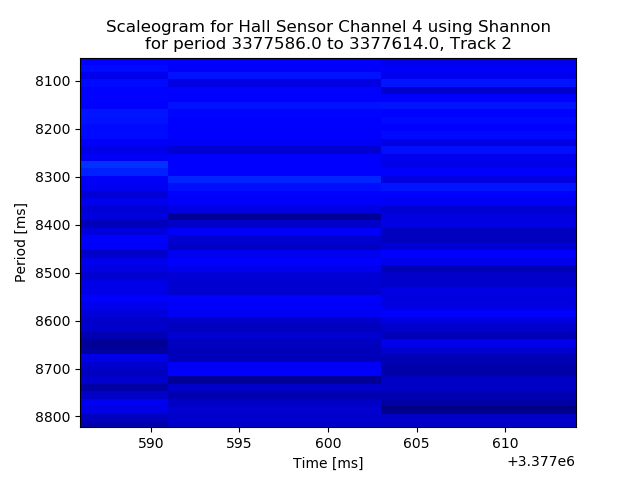 Scaleogram for Hall Sensor Channel 4 using Shannon
for period 3377586.0 to 3377614.0, Track 2
8100
8200
8300
8400
8500
8600
8700
8800
Period [ms]
590
595
600
605
610
Time [ms]
+3.377e6